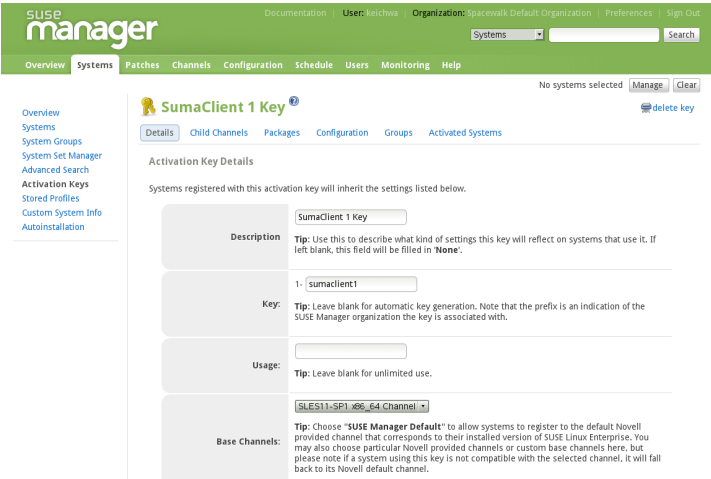 SUSE
manager
Documentation | User: keichwa | Organization: Spacewalk Default Organization | Preferences | Sign Out
Systems Search
Overview Systems Patches Channels Configuration Schedule Users Monitoring Help
No systems selected Manage Clear
Overview
Systems
System Groups
System Set Manager
Advanced Search
Activation Keys
Stored Profiles
Custom System Info
Autoinstallation
SumaClient 1 Key ?
delete key
Details Child Channels Packages Configuration Groups Activated Systems
Activation Key Details
Systems registered with this activation key will inherit the settings listed below.
Description
SumaClient 1 Key
Tip: Use this to describe what kind of settings this key will reflect on systems that use it. If
left blank, this field will be filled in 'None'.
Key:
1- sumaclient1
Tip: Leave blank for automatic key generation. Note that the prefix is an indication of the
SUSE Manager organization the key is associated with.
Usage:
Tip: Leave blank for unlimited use.
Base Channels:
SLES11-SP1 x86_64 Channel
Tip: Choose "SUSE Manager Default" to allow systems to register to the default Novell
provided channel that corresponds to their installed version of SUSE Linux Enterprise. You
may also choose particular Novell provided channels or custom base channels here, but
please note if a system using this key is not compatible with the selected channel, it will fall
back to its Novell default channel.